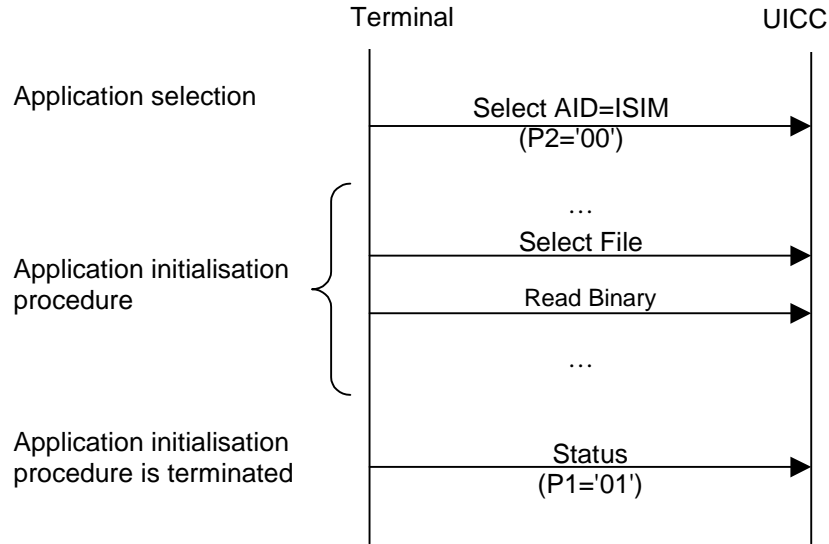 Terminal
UICC
Application selection
Select AID=ISIM
(P2='00')
...
Select File
Application initialisation
procedure
Read Binary
...
Application initialisation
procedure is terminated
Status
(P1='01')